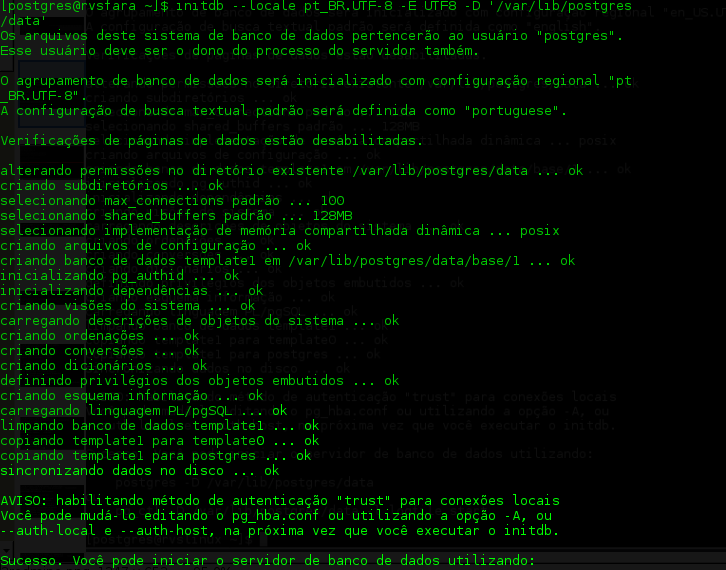 [postgres@rvsfara ~]$ initdb --locale pt_BR.UTF-8 -E UTF8 -D '/var/lib/postgres
/data'
Os arquivos deste sistema de banco de dados pertencerão ao usuário "postgres".
Esse usuário deve ser o dono do processo do servidor também.
O agrupamento de banco de dados será inicializado com configuração regional "pt
_BR.UTF-8".
A configuração de busca textual padrão será definida como "portuguese".
Verificações de páginas de dados estão desabilitadas.
alterando permissões no diretório existente /var/lib/postgres/data ... ok
criando subdiretórios ... ok
selecionando max_connections padrão ... 100
selecionando shared_buffers padrão ... 128MB
selecionando implementação de memória compartilhada dinâmica ... posix
criando arquivos de configuração ... ok
criando banco de dados template1 em /var/lib/postgres/data/base/1 ... ok
inicializando pg_authid ... ok
inicializando dependências ... ok
criando visões do sistema ... ok
carregando descrições de objetos do sistema ... ok
criando ordenações ... ok
criando conversões ... ok
criando dicionários ... ok
definindo privilégios dos objetos embutidos ... ok
criando esquema informação ... ok
carregando linguagem PL/pgSQL ... ok
limpando banco de dados template1 ... ok
copiando template1 para template0 ... ok
copiando template1 para postgres ... ok
sincronizando dados no disco ... ok
AVISO: habilitando método de autenticação "trust" para conexões locais
Você pode mudá-lo editando o pg_hba.conf ou utilizando a opção -A, ou
--auth-local e --auth-host, na próxima vez que você executar o initdb.
Sucesso. Você pode iniciar o servidor de banco de dados utilizando: